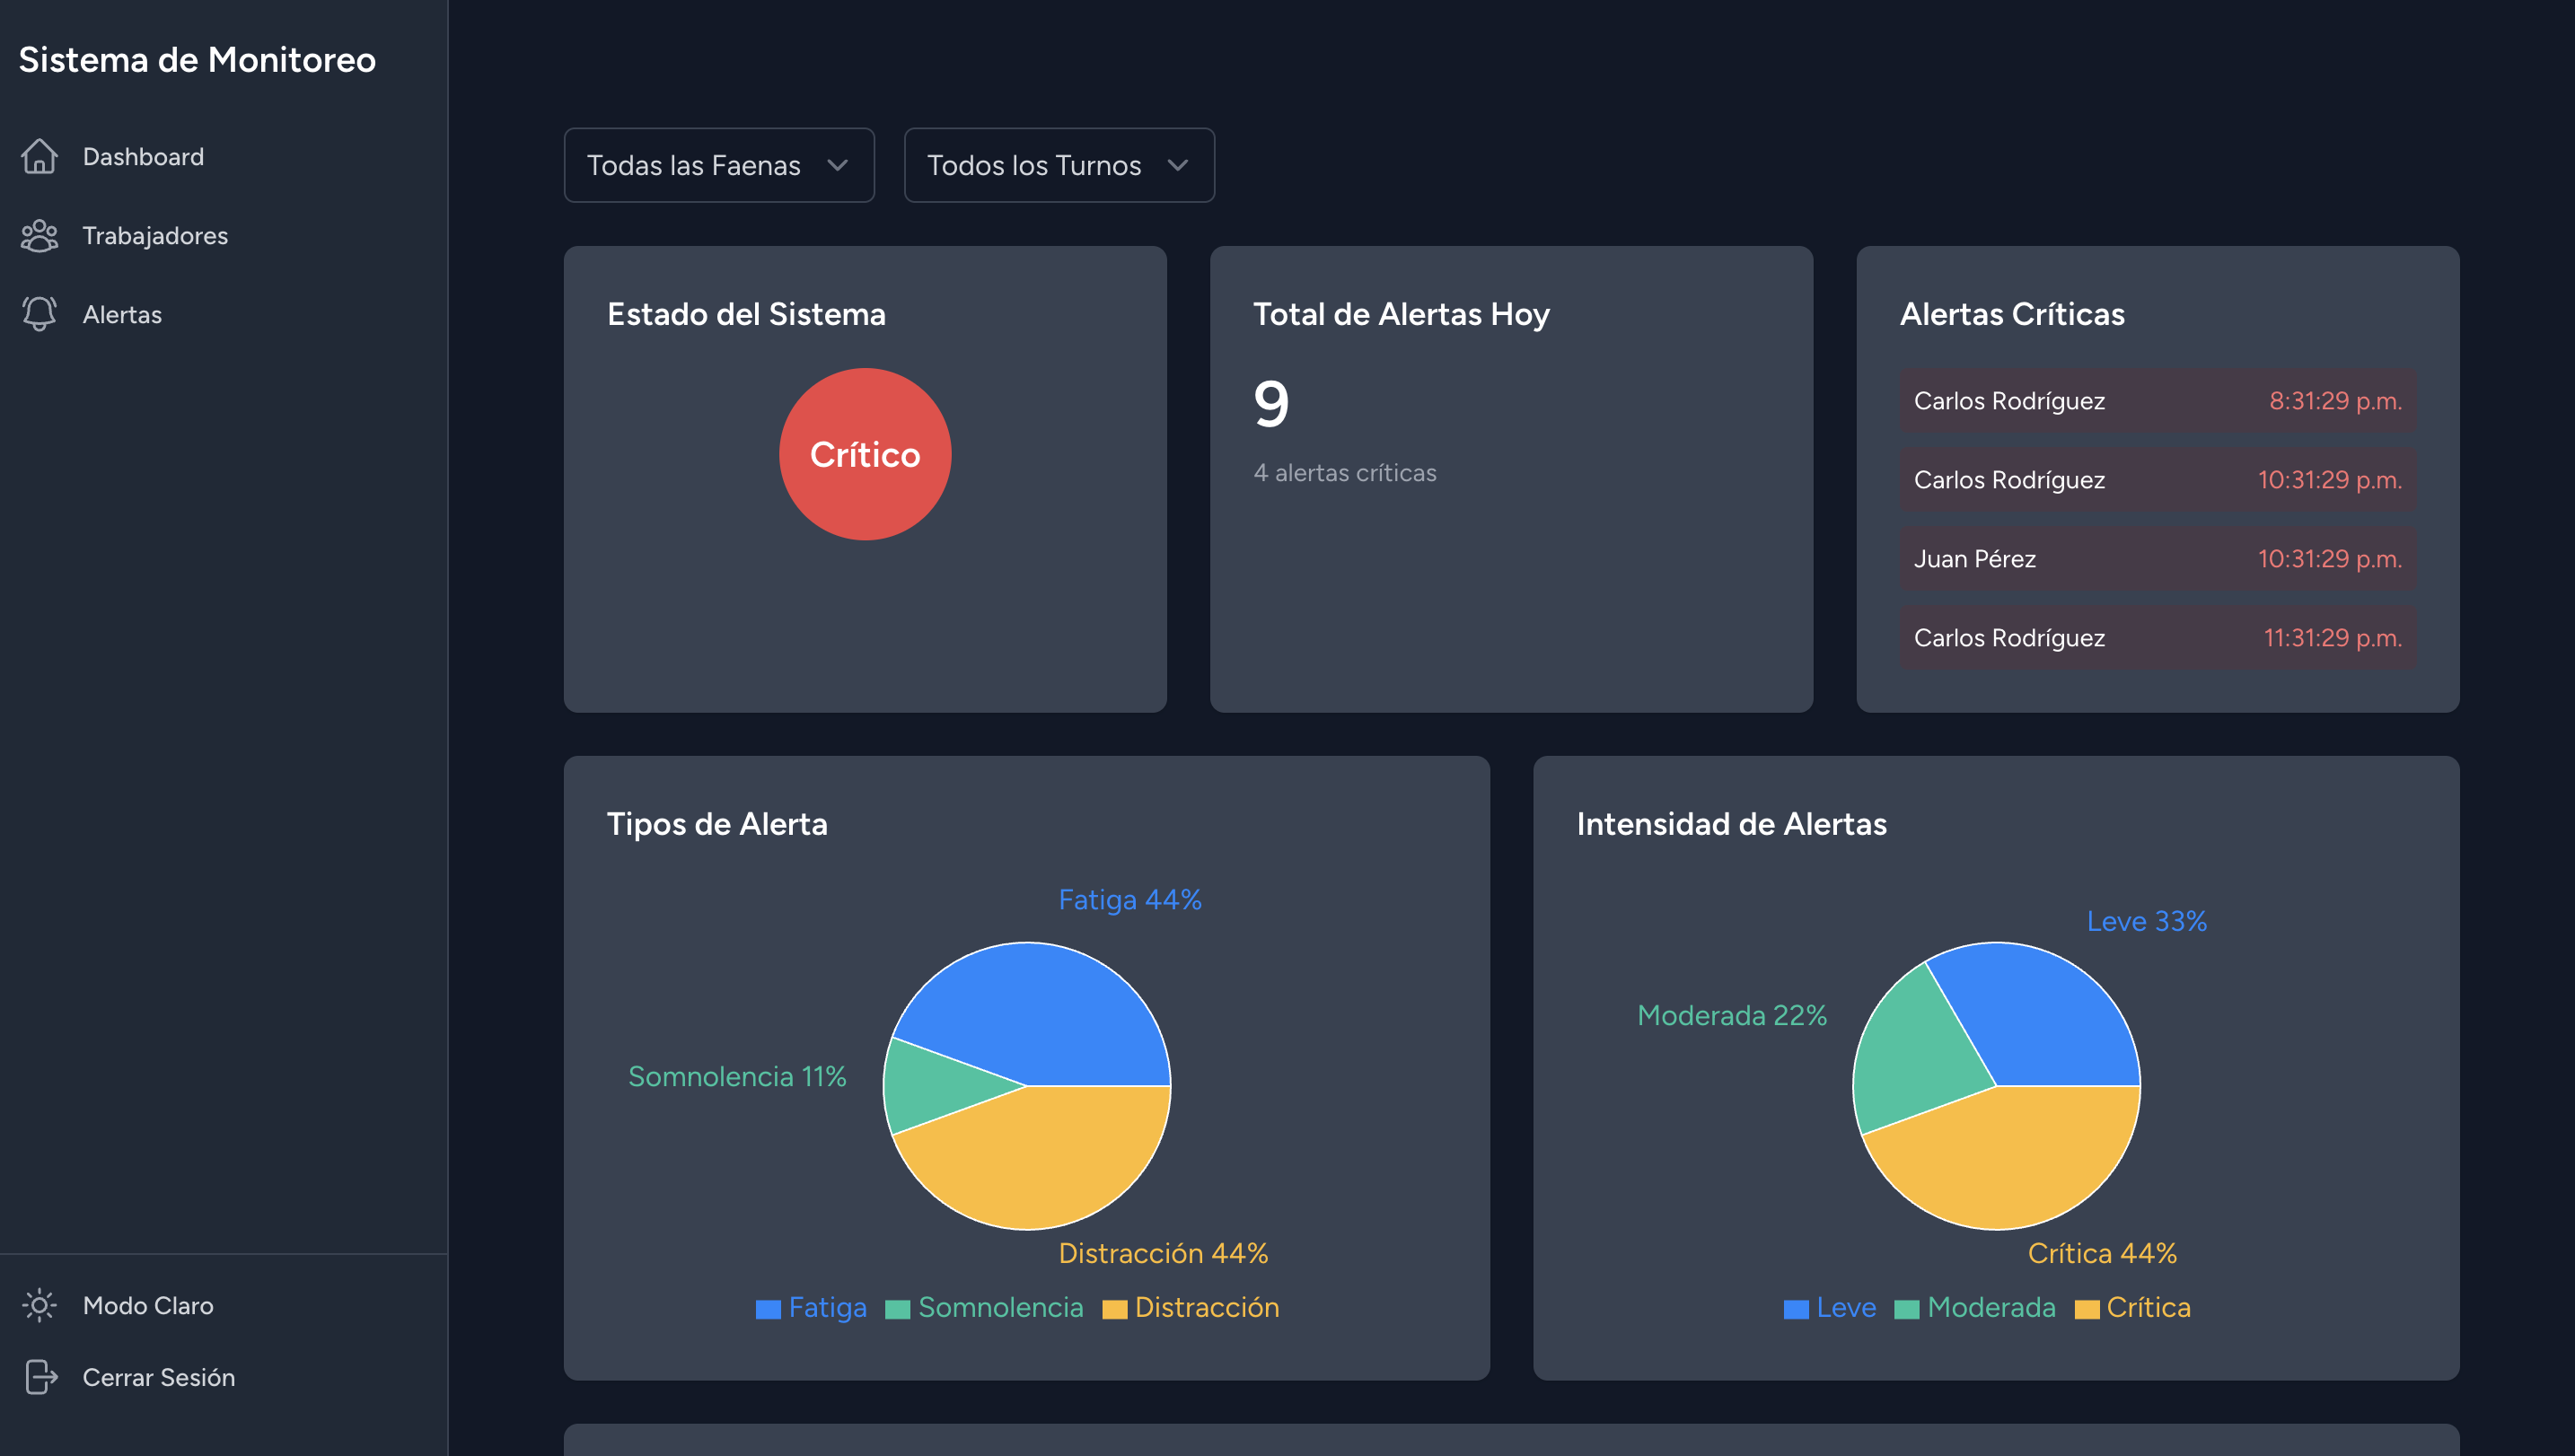 Sistema de Monitoreo
Dashboard
Trabajadores
Alertas
Modo Claro
Cerrar Sesión
Todas las Faenas
Todos los Turnos
Estado del Sistema
Crítico
Total de Alertas Hoy
9
4 alertas críticas
Alertas Críticas
Carlos Rodríguez 8:31:29 p.m.
Carlos Rodríguez 10:31:29 p.m.
Juan Pérez 10:31:29 p.m.
Carlos Rodríguez 11:31:29 p.m.
Tipos de Alerta
Fatiga 44%
Somnolencia 11%
Distracción 44%
Fatiga Somnolencia Distracción
Intensidad de Alertas
Leve 33%
Moderada 22%
Crítica 44%
Leve Moderada Crítica